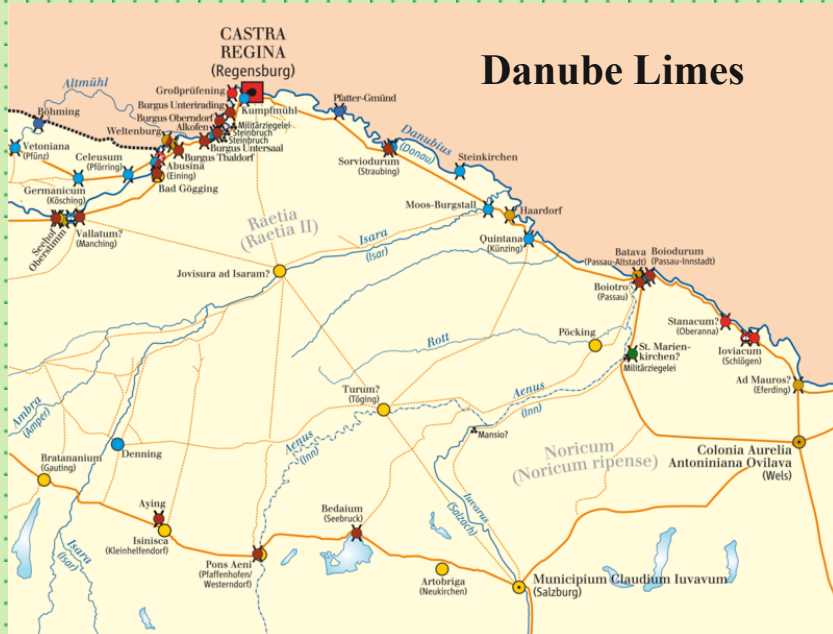 Danube Limes
CASTRA
REGINA
(Regensburg)
Altmühl
Großprüfening
Burgus Unterirading
Kumpfmühl
Burgus Oberndorf
Militärziegelei
Alkofen
Steinbruch
Steinbruch
Burgus Untersaal
Weltenburg
Burgus Thaldorf
Böhming
Vetoniana
(Pfünz)
Celeusum
(Pförring)
Abusina
(Eining)
Bad Gögging
Germanicum
(Kösching)
Seehof
Oberstimm
Vallatum?
(Manching)
Pfatter-Gmünd
Danubius
(Donau)
Sorviodurum
(Straubing)
Steinkirchen
Moos-Burgstall
Haardorf
Raetia
(Raetia II)
Isara
(Isar)
Quintana
(Künzing)
Jovisura ad Isaram?
Batava
(Passau-Altstadt)
Boiodurum
(Passau-Innstadt)
Boiotro
(Passau)
Stanacum?
(Oberanna)
Ioviacum
(Schlögen)
Rott
Pöcking
St. Marien-
kirchen?
Militärziegelei
Ad Mauros?
(Eferding)
Turum?
(Töging)
Aenus
(Inn)
Ambra
(Amper)
Aenus
(Inn)
Mansio?
Noricum
(Noricum ripense)
Colonia Aurelia
Antoniniana Ovilava
(Wels)
Bratananium
(Gauting)
Denning
Iuvarus
(Salzach)
Aying
Isinisca
(Kleinhelfendorf)
Bedaium
(Seebruck)
Isara
(Isar)
Pons Aeni
(Pfaffenhofen/
Westerndorf)
Artobriga
(Neukirchen)
Municipium Claudium Iuvavum
(Salzburg)